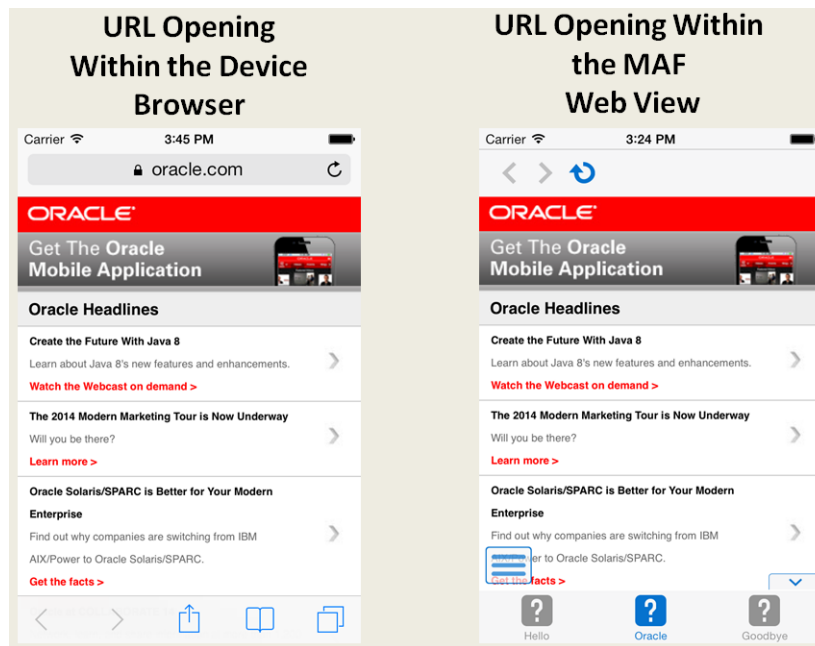 URL Opening
Within the Device
Browser
Carrier
3:45 PM
oracle.com
ORACLE
Get The Oracle
Mobile Application
Oracle Headlines
Create the Future With Java 8
Learn about Java 8's new features and enhancements.
Watch the Webcast on demand >
The 2014 Modern Marketing Tour is Now Underway
Will you be there?
Learn more >
Oracle Solaris/SPARC is Better for Your Modern
Enterprise
Find out why companies are switching from IBM
AIX/Power to Oracle Solaris/SPARC.
Get the facts >
URL Opening Within
the MAF
Web View
Carrier
3:24 PM
ORACLE
Get The Oracle
Mobile Application
Oracle Headlines
Create the Future With Java 8
Learn about Java 8's new features and enhancements.
Watch the Webcast on demand >
The 2014 Modern Marketing Tour is Now Underway
Will you be there?
Learn more >
Oracle Solaris/SPARC is Better for Your Modern
Enterprise
Find out why companies are switching from IBM
to Oracle Solaris/SPARC.
Get the facts >
Hello
Oracle
Goodbye